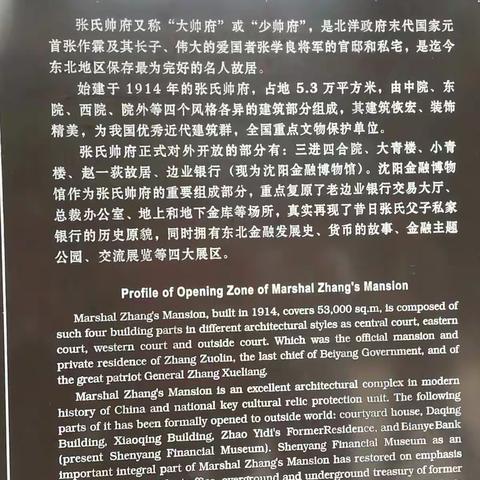 张氏帅府又称“大帅府”或“少帅府”，是北洋政府末代国家元
首张作霖及其长子、伟大的爱国者张学良将军的官邸和私宅，是迄今
东北地区保存最为完好的名人故居。
始建于1914年的张氏帅府，占地5.3万平方米，由中院、东
院、西院、院外等四个风格各异的建筑部分组成，其建筑恢宏、装饰
精美，为我国优秀近代建筑群，全国重点文物保护单位。
张氏帅府正式对外开放的部分有：三进四合院、大青楼、小青
楼、赵一荻故居、边业银行（现为沈阳金融博物馆）。沈阳金融博物
馆作为张氏帅府的重要组成部分，重点复原了老边业银行交易大厅、
总裁办公室、地上和地下金库等场所，真实再现了昔日张氏父子私家
银行的历史原貌，同时拥有东北金融发展史、货币的故事、金融主题
公园、交流展览等四大展区。
Profile of Opening Zone of Marshal Zhang's Mansion
Marshal Zhang's Mansion, built in 1914, covers 53,000 sq.m, is composed of
such four building parts in different architectural styles as central court, eastern
court, western court and outside court. Which was the official mansion and
private residence of Zhang Zuolin, the last chief of Beiyang Government, and of
the great patriot General Zhang Xueliang.
Marshal Zhang's Mansion is an excellent architectural complex in modern
history of China and national key cultural relic protection unit. The following
parts of it has been formally opened to outside world: courtyard house, Daqing
Building, Xiaoqing Building, Zhao Yidi's FormerResidence, and BianyeBank
(present Shenyang Financial Museum). Shenyang Financial Museum as an
important integral part of Marshal Zhang's Mansion has restored on emphasis
office, overground and underground treasury of former